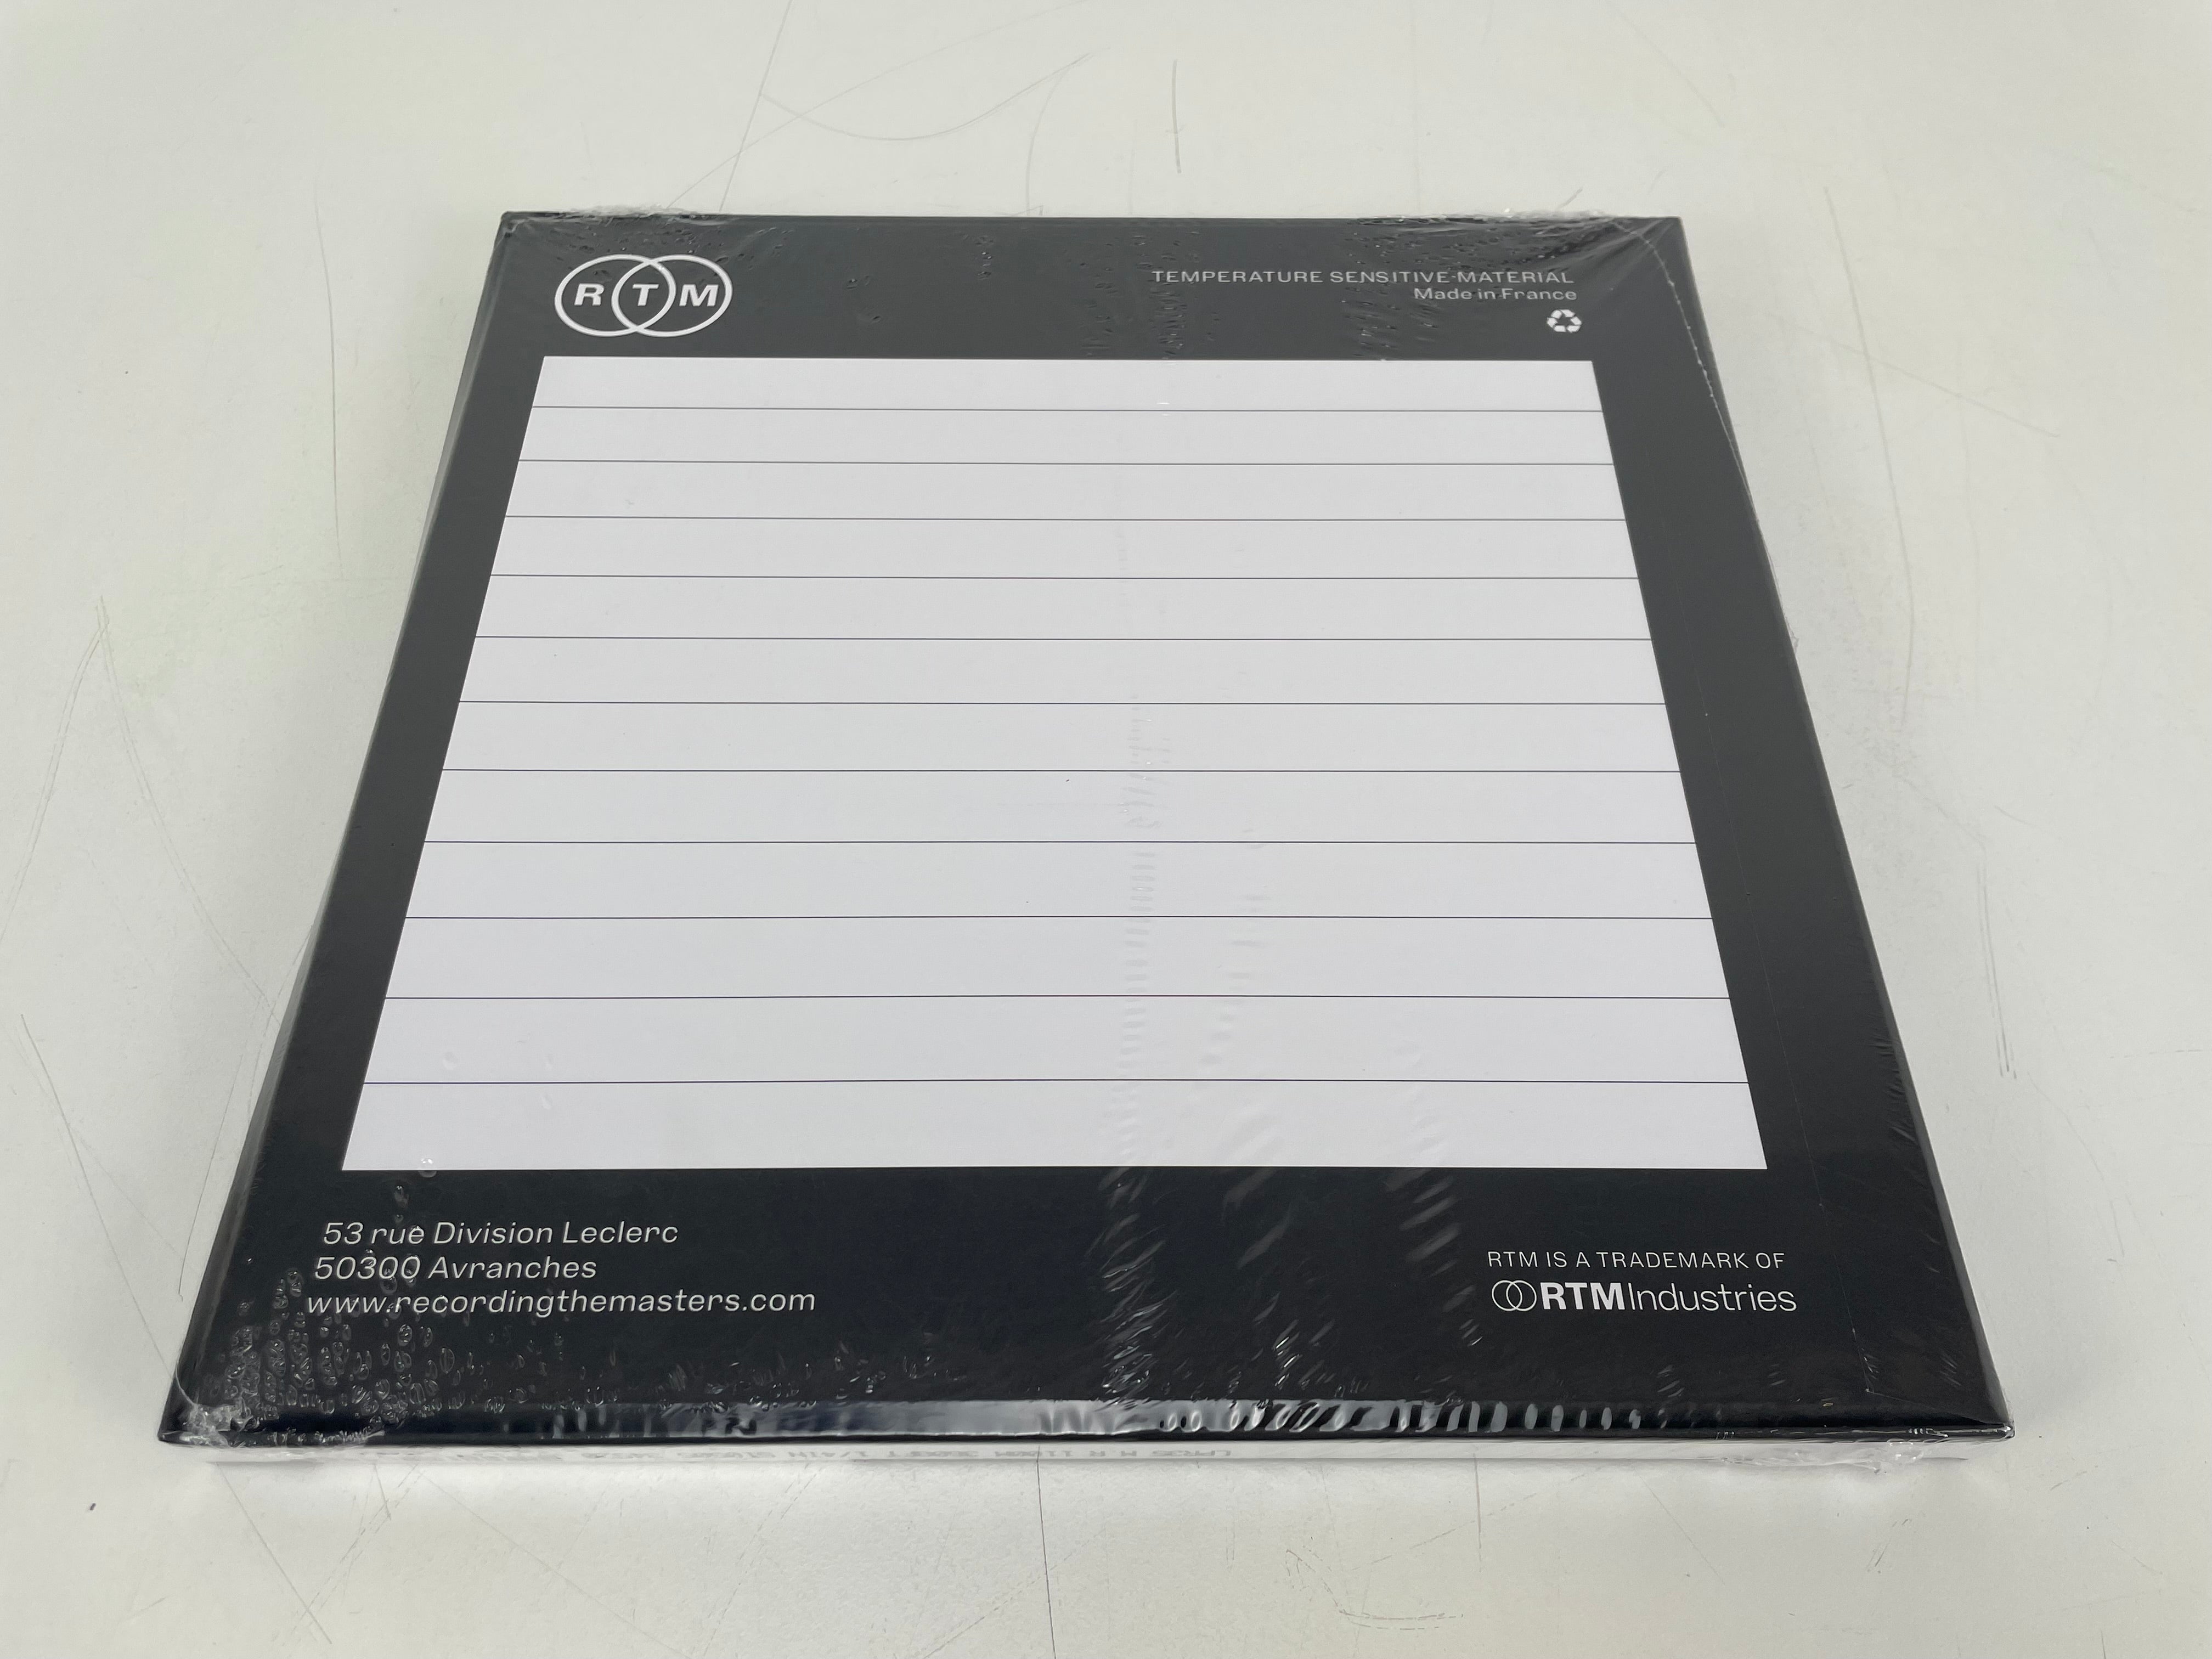 RTM
TEMPERATURE SENSITIVE MATERIAL
Made in France
53 rue Division Leclerc
50300 Avranches
www.recordingthemasters.com
RTM IS A TRADEMARK OF
RTMIndustries